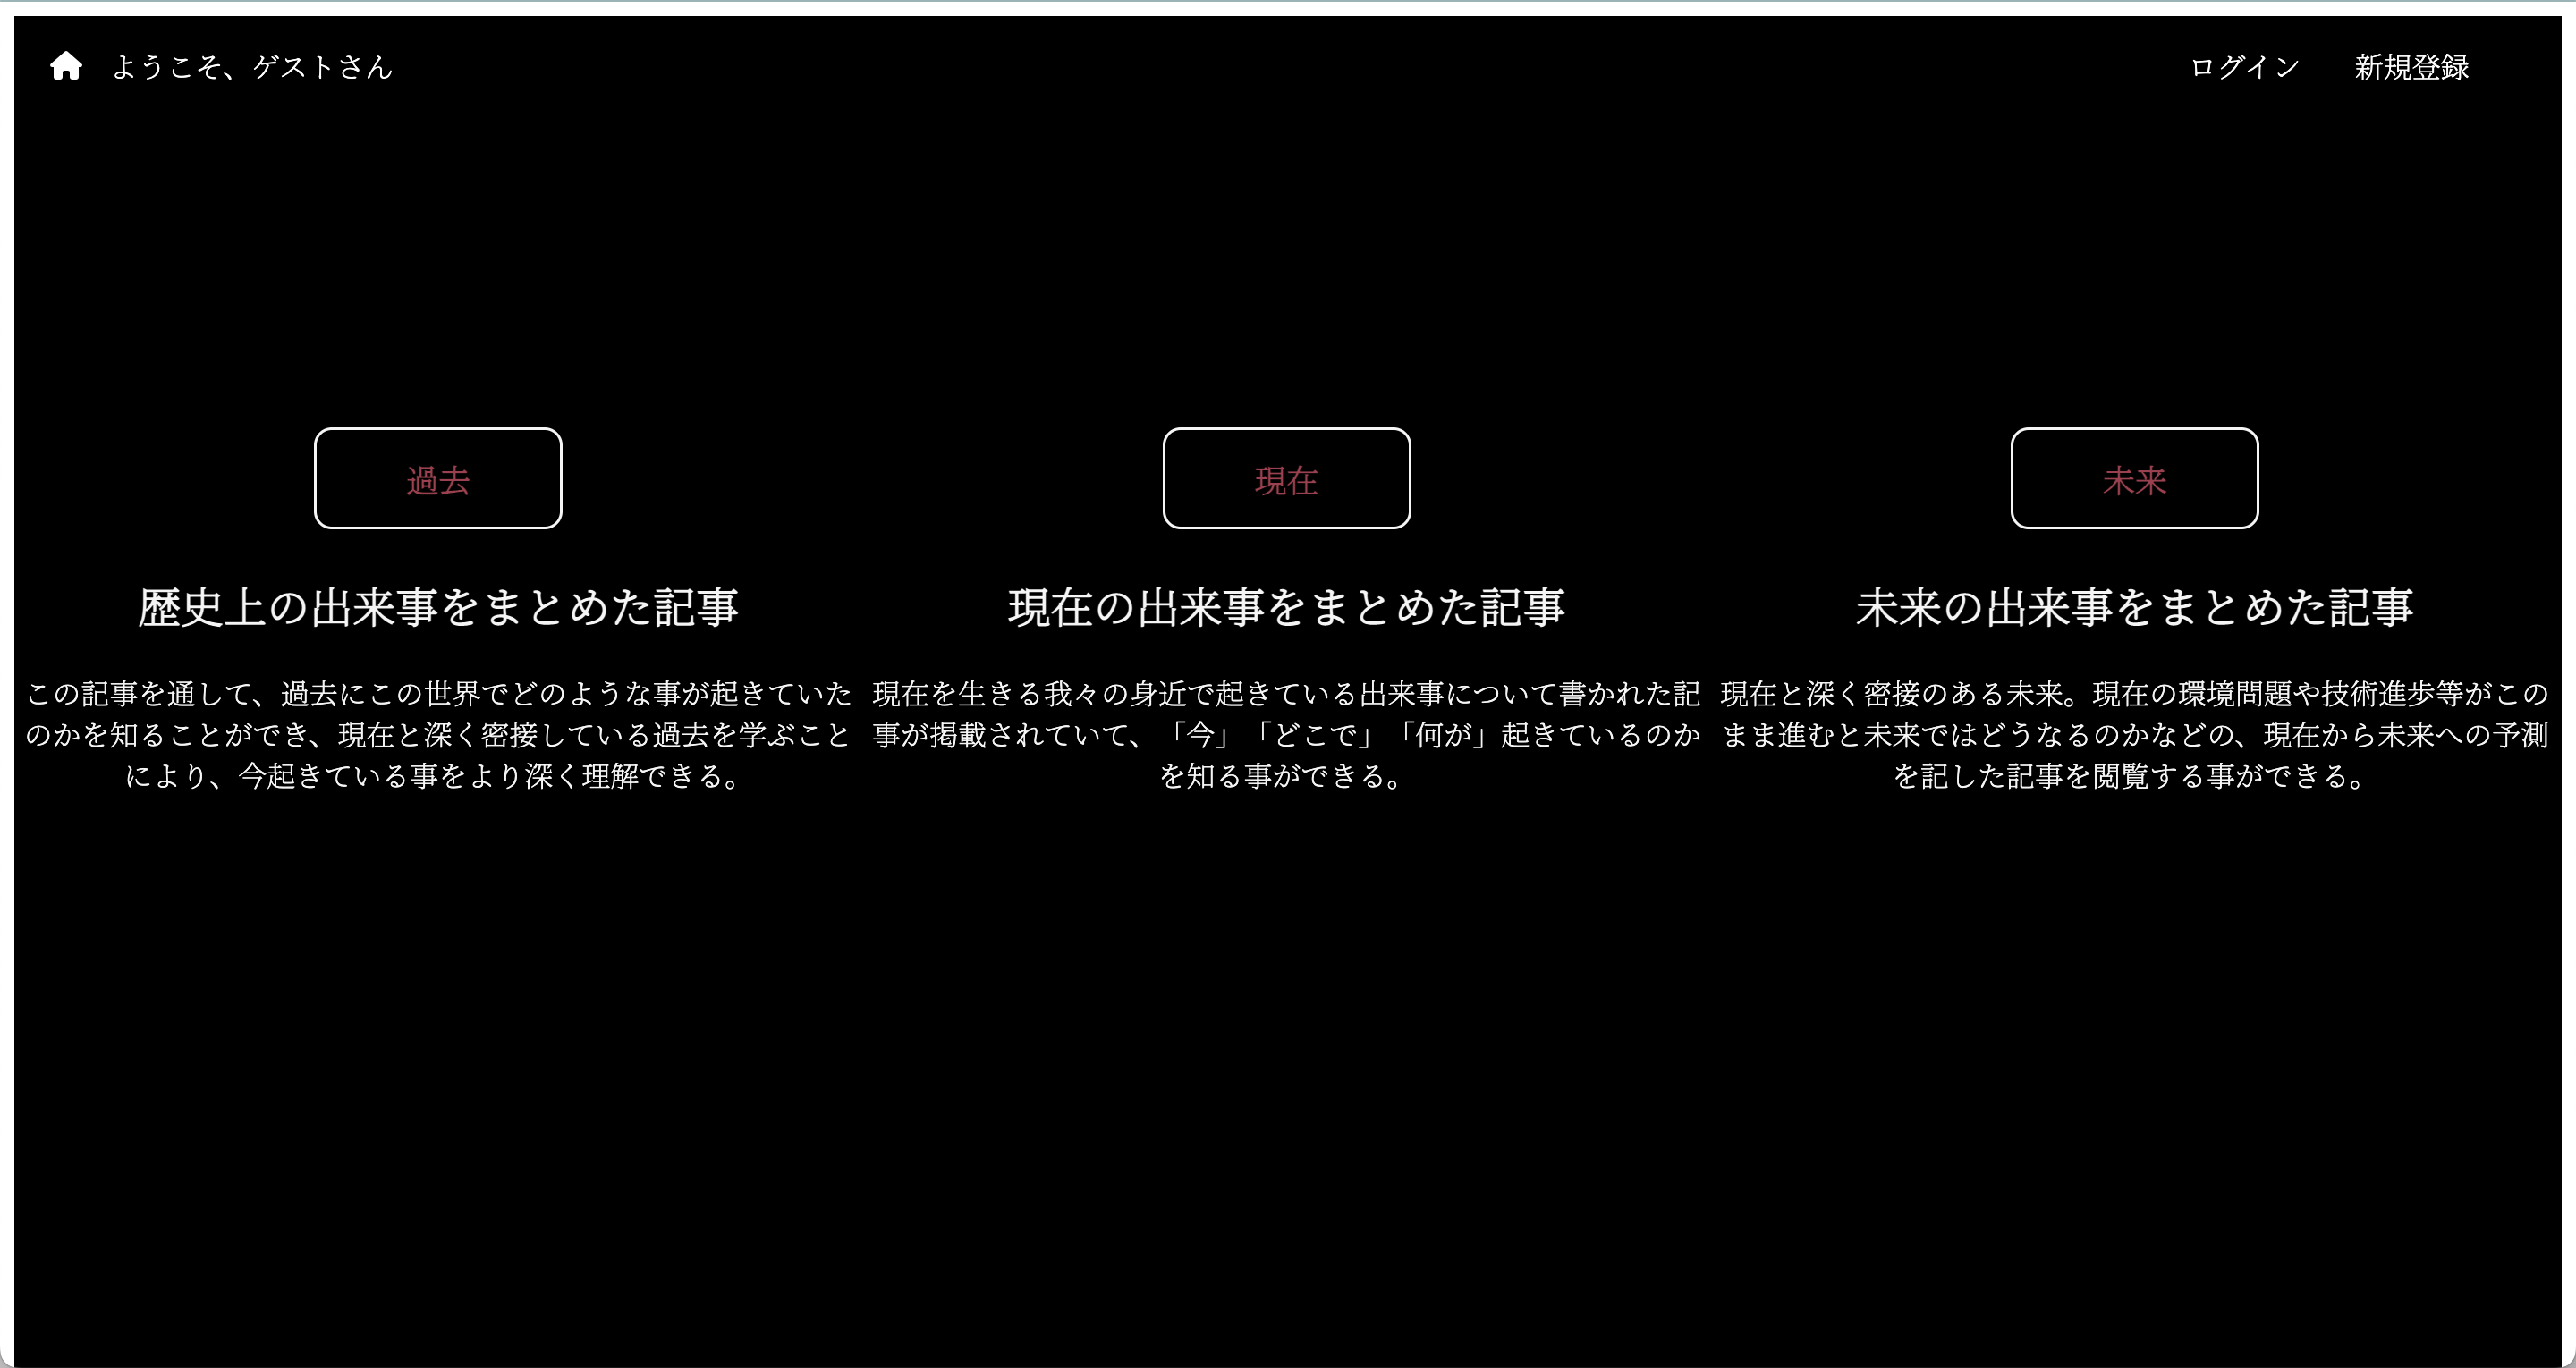 ようこそ、ゲストさん
ログイン
新規登録
過去
歴史上の出来事をまとめた記事
この記事を通して、過去にこの世界でどのような事が起きていた
のかを知ることができ、現在と深く密接している過去を学ぶこと
により、今起きている事をより深く理解できる。
現在
現在の出来事をまとめた記事
現在を生きる我々の身近で起きている出来事について書かれた記
事が掲載されていて、「今」「どこで」「何が」起きているのか
を知る事ができる。
未来
未来の出来事をまとめた記事
現在と深く密接のある未来。現在の環境問題や技術進歩等がこの
まま進むと未来ではどうなるのかなどの、現在から未来への予測
を記した記事を閲覧する事ができる。